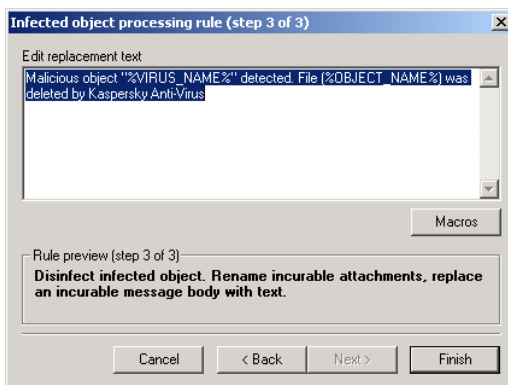 Infected object processing rule (step 3 of 3)
Edit replacement text
Malicious object "%VIRUS_NAME%" detected. File (%OBJECT_NAME%) was
deleted by Kaspersky Anti-Virus
Macros
Rule preview (step 3 of 3)
Disinfect infected object. Rename incurable attachments, replace
an incurable message body with text.
Cancel
< Back
Next >
Finish